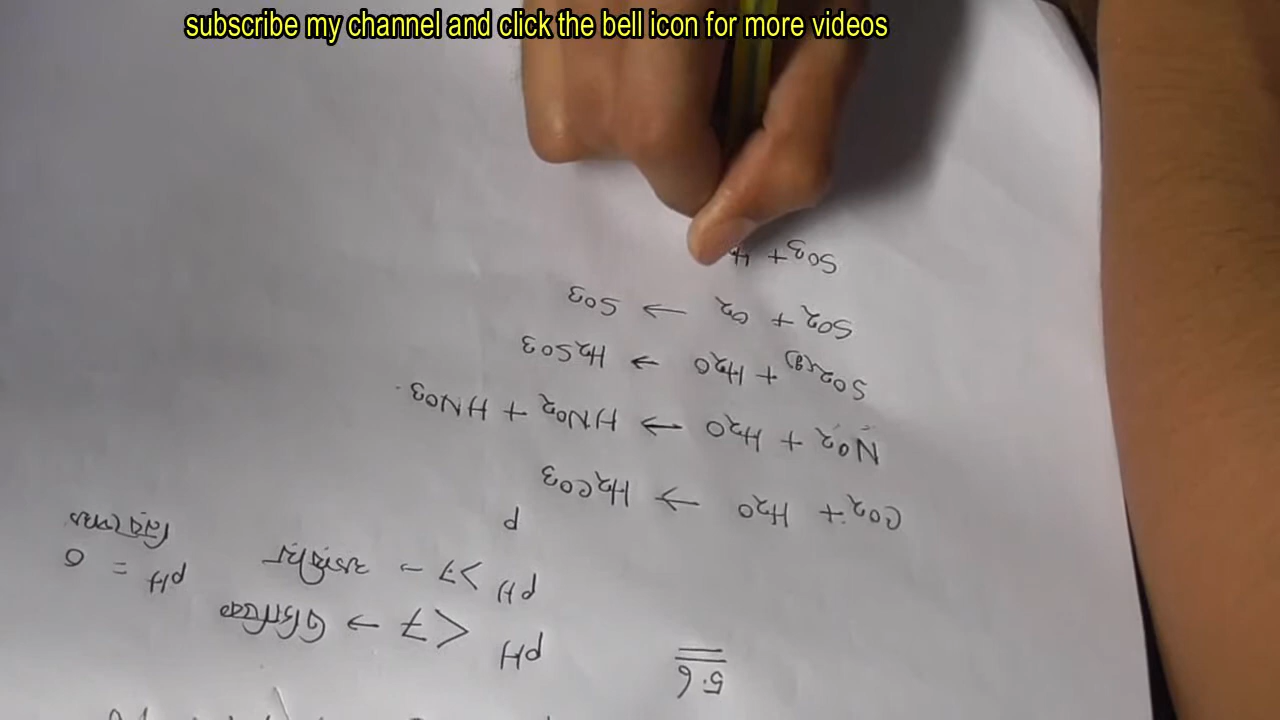 subscribe my channel and click the bell icon for more videos
5.6
pH < 7 →
pH > 7 -
pH = 0
P
CO2 + H2O → H2CO3
NO2 + H2O → HNO2 + HNO3.
SO2(g) + H2O → H2SO3
SO2 + O2 → SO3
SO3 + H